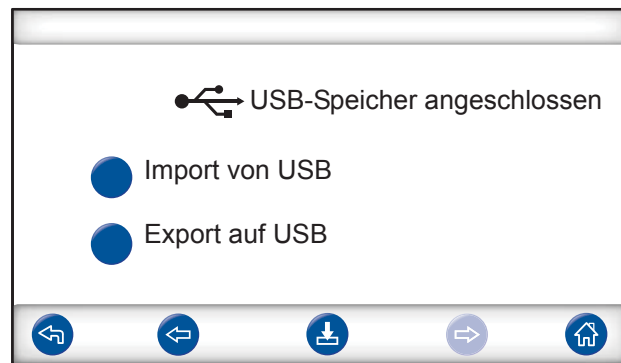 USB-Speicher angeschlossen
Import von USB
Export auf USB